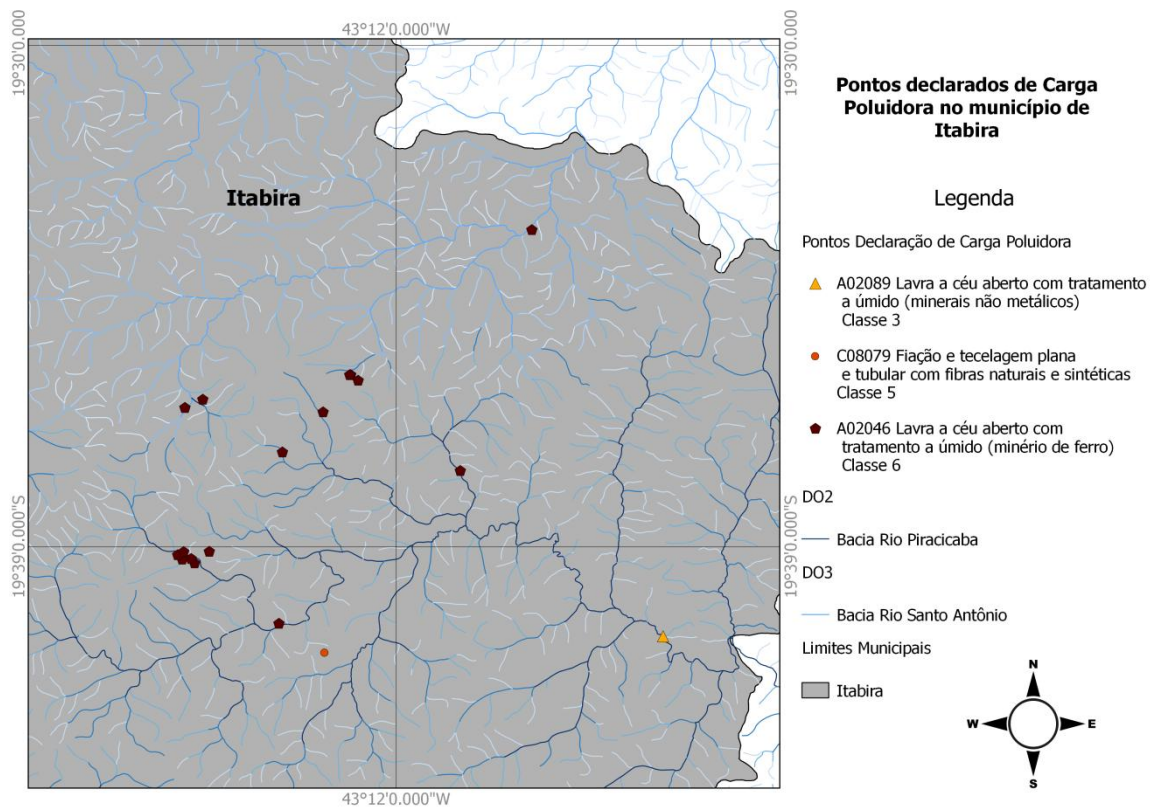 43°12'0.000"W
19°30'0.000
19°30'0.000
Itabira
19°39'0.000"S
19°39'0.000"S
43°12'0.000"W
Pontos declarados de Carga
Poluidora no município de
Itabira
Legenda
Pontos Declaração de Carga Poluidora
A02089 Lavra a céu aberto com tratamento
a úmido (minerais não metálicos)
Classe 3
C08079 Fiação e tecelagem plana
e tubular com fibras naturais e sintéticas
Classe 5
A02046 Lavra a céu aberto com
tratamento a úmido (minério de ferro)
Classe 6
DO2
Bacia Rio Piracicaba
DO3
Bacia Rio Santo Antônio
Limites Municipais
Itabira
N
W E
S